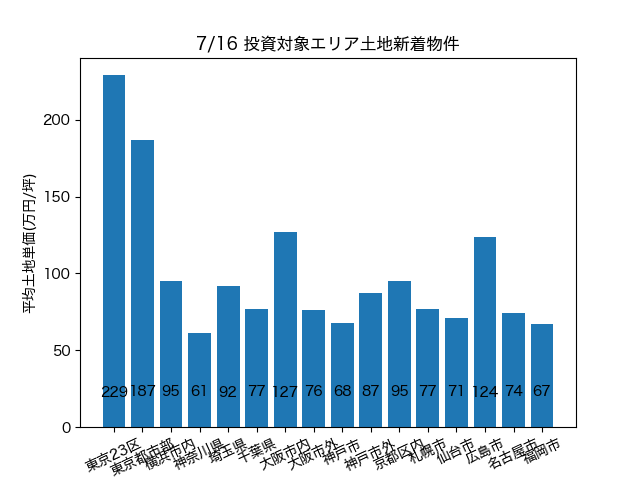 7/16 投資対象エリア土地新着物件
平均土地単価(万円/坪)
200
150
100
50
0
229 187 95 61 92 77 127 76 68 87 95 77 71 124 74 67
東京23区 東京都市部 横浜市内 神奈川県 埼玉県 千葉県 大阪市内 大阪市外 神戸市 神戸市外 京都区内 札幌市 仙台市 広島市 名古屋市 福岡市